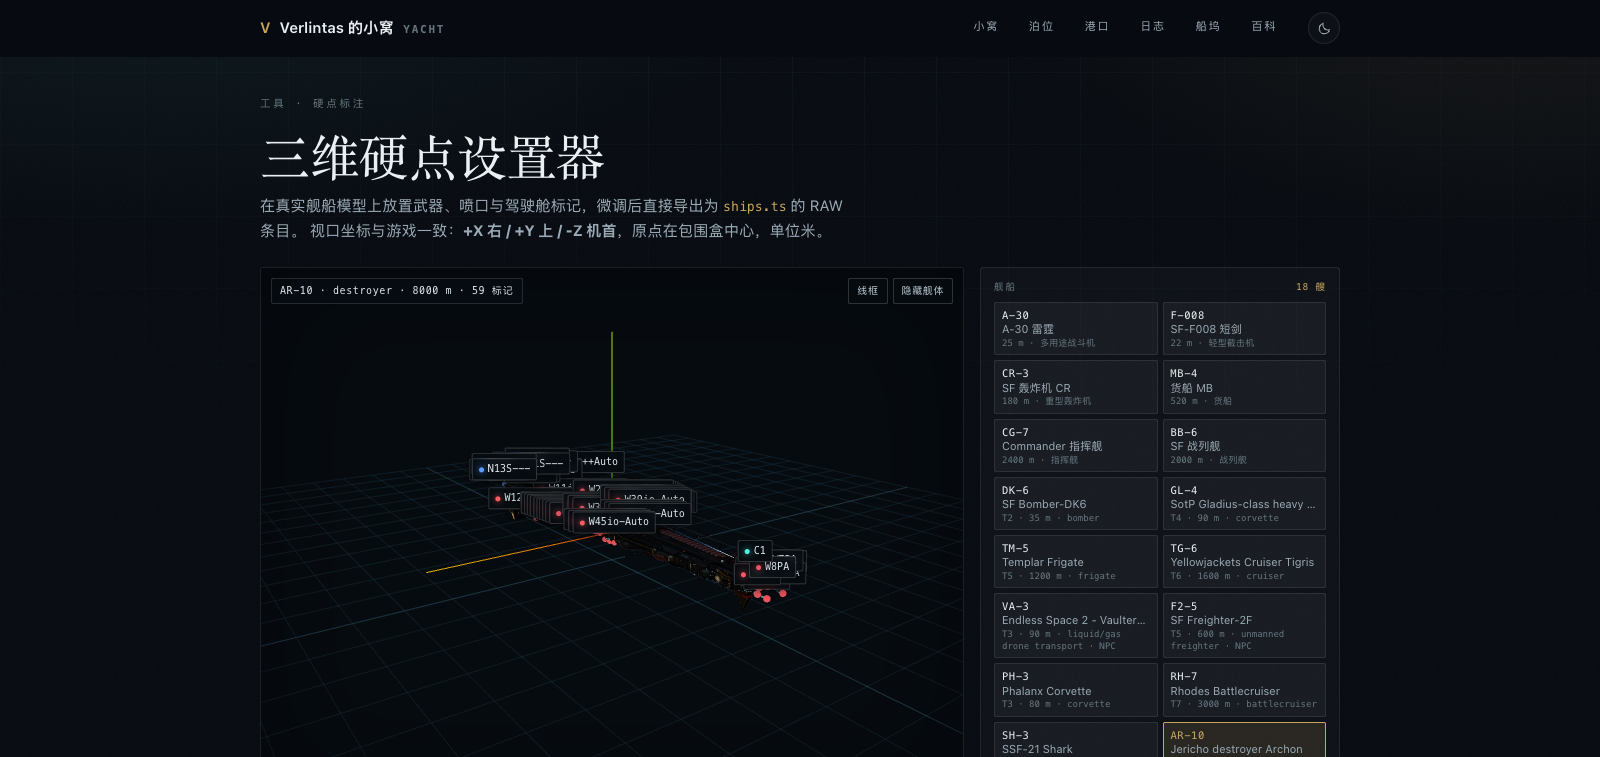 V Verlintas 的小窝 YACHT
小窝 泊位 港口 日志 船坞 百科
工具 · 硬点标注
三维硬点设置器
在真实舰船模型上放置武器、喷口与驾驶舱标记，微调后直接导出为 ships.ts 的 RAW
条目。 视口坐标与游戏一致：+X 右 / +Y 上 / -Z 机首，原点在包围盒中心，单位米。
AR-10 · destroyer · 8000 m · 59 标记
线框 隐藏舰体
N13S---
++Auto
W45io-Auto
C1
W8PA
舰船 18 艘
A-30
A-30 雷霆
25 m · 多用途战斗机
F-008
SF-F008 短剑
22 m · 轻型截击机
CR-3
SF 轰炸机 CR
180 m · 重型轰炸机
MB-4
货船 MB
520 m · 货船
CG-7
Commander 指挥舰
2400 m · 指挥舰
BB-6
SF 战列舰
2000 m · 战列舰
DK-6
SF Bomber-DK6
T2 · 35 m · bomber
GL-4
SotP Gladius-class heavy ...
T4 · 90 m · corvette
TM-5
Templar Frigate
T5 · 1200 m · frigate
TG-6
Yellowjackets Cruiser Tigris
T6 · 1600 m · cruiser
VA-3
Endless Space 2 - Vaulter...
T3 · 90 m · liquid/gas
drone transport · NPC
F2-5
SF Freighter-2F
T5 · 600 m · unmanned
freighter · NPC
PH-3
Phalanx Corvette
T3 · 80 m · corvette
RH-7
Rhodes Battlecruiser
T7 · 3000 m · battlecruiser
SH-3
SSF-21 Shark
AR-10
Jericho destroyer Archon